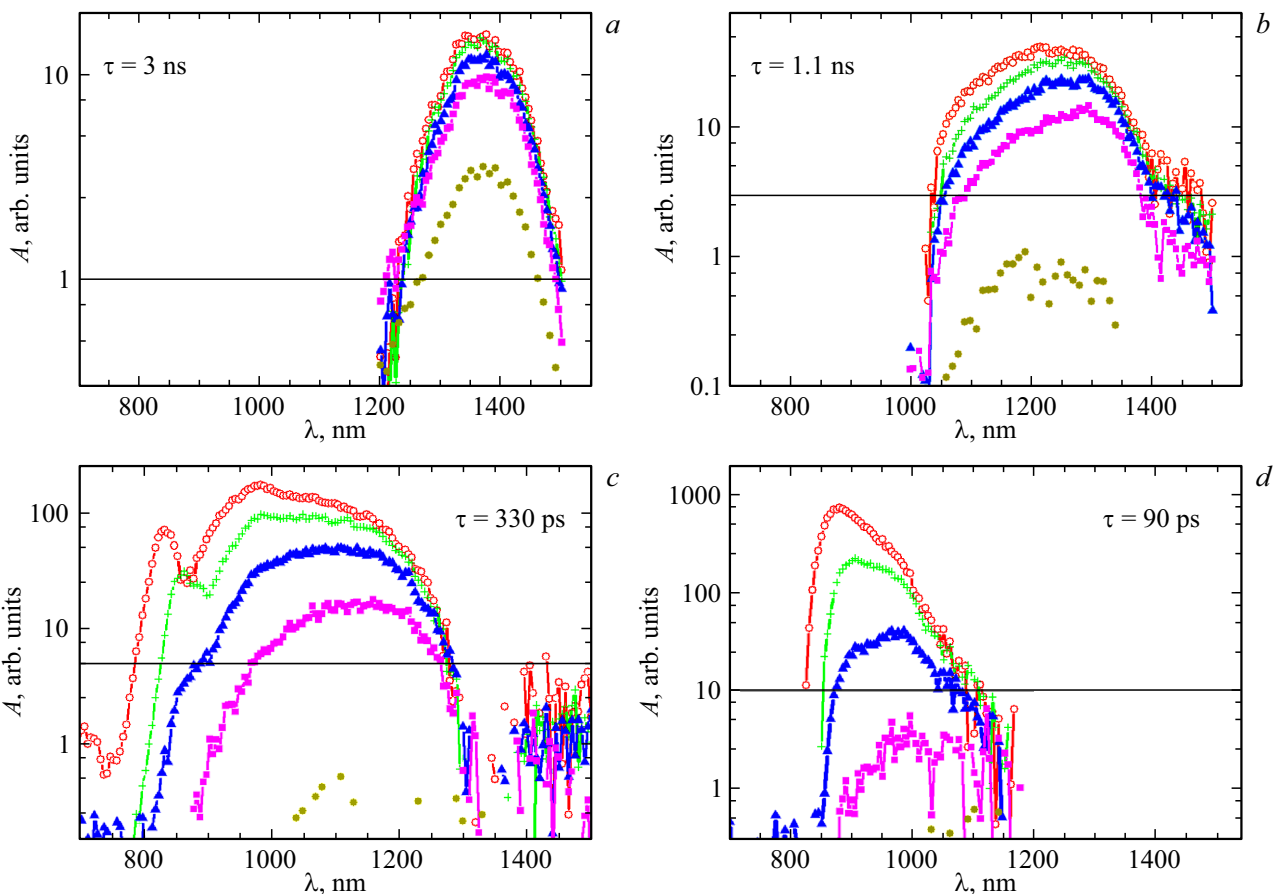 a
τ = 3 ns
10
1
A, arb. units
800 1000 1200 1400
λ, nm
b
τ = 1.1 ns
10
1
0.1
A, arb. units
800 1000 1200 1400
λ, nm
c
τ = 330 ps
100
10
1
A, arb. units
800 1000 1200 1400
λ, nm
d
τ = 90 ps
1000
100
10
1
A, arb. units
800 1000 1200 1400
λ, nm